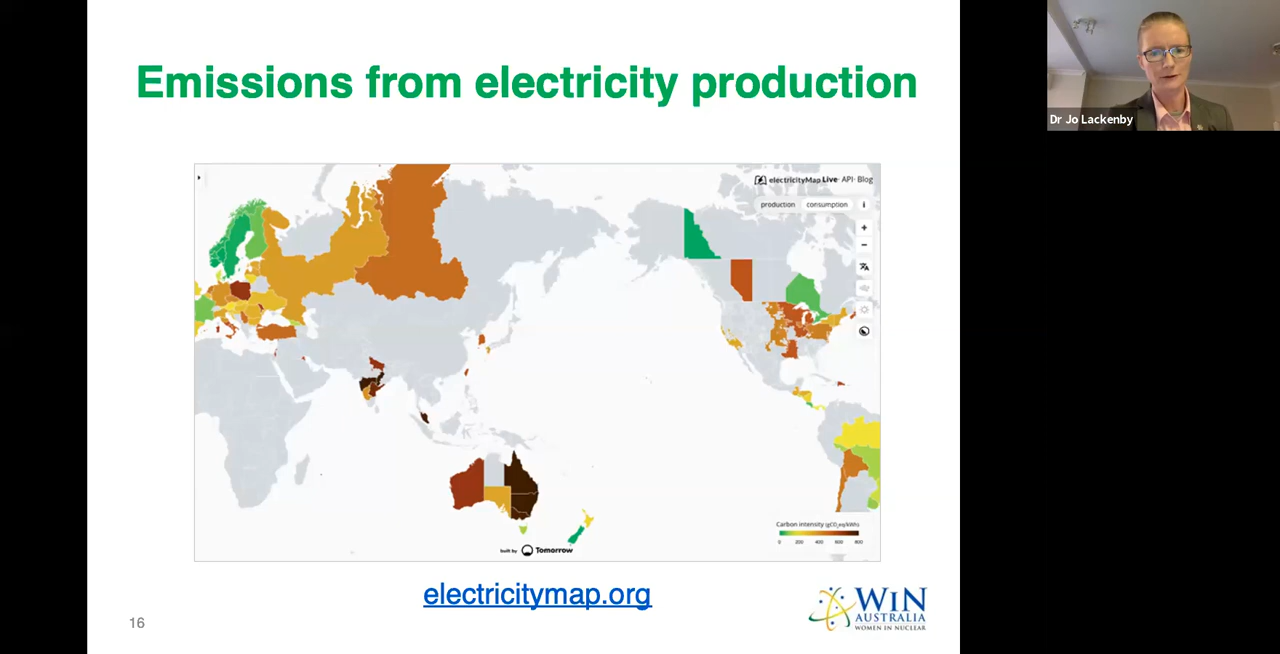 Emissions from electricity production
Dr Jo Lackenby
electricityMap Live· API· Blog
production consumption i
+
−
Carbon intensity (gCO₂eq/kWh)
0 200 400 600 800
built by Tomorrow
electricitymap.org
16
WiN
AUSTRALIA
WOMEN IN NUCLEAR